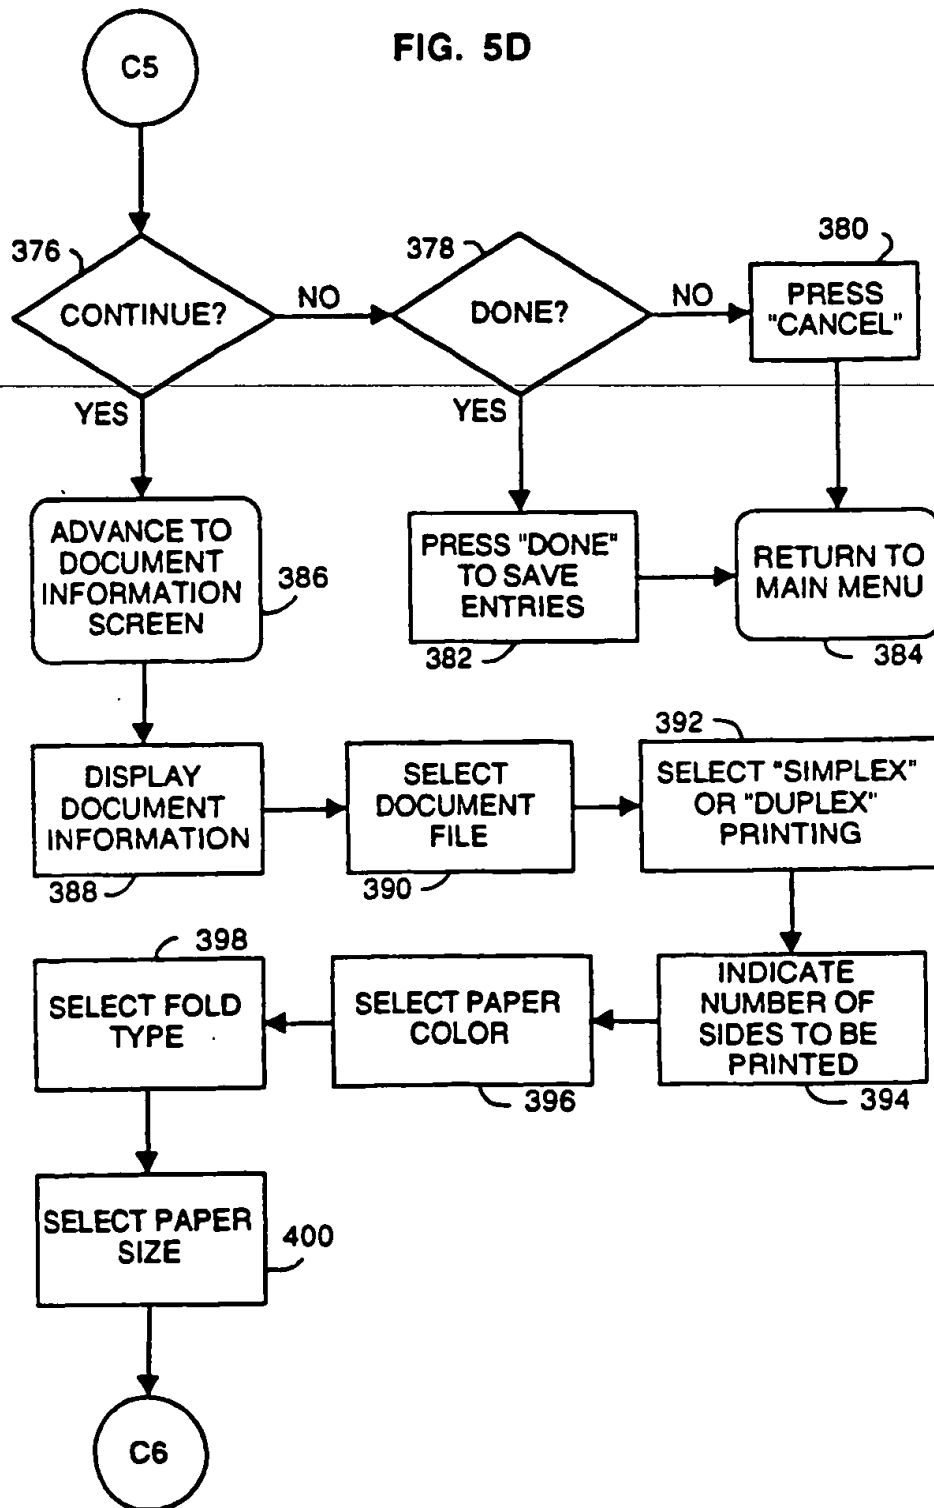 FIG. 5D
C5
376
CONTINUE?
NO
378
DONE?
NO
380
PRESS
"CANCEL"
YES
YES
ADVANCE TO
DOCUMENT
INFORMATION
SCREEN
386
PRESS "DONE"
TO SAVE
ENTRIES
382
RETURN TO
MAIN MENU
384
DISPLAY
DOCUMENT
INFORMATION
388
SELECT
DOCUMENT
FILE
390
392
SELECT "SIMPLEX"
OR "DUPLEX"
PRINTING
INDICATE
NUMBER OF
SIDES TO BE
PRINTED
394
SELECT PAPER
COLOR
396
398
SELECT FOLD
TYPE
SELECT PAPER
SIZE
400
C6